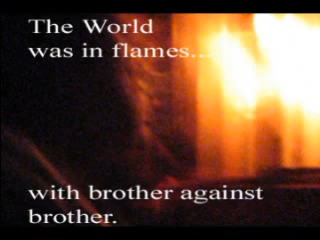 The World
was in flames...
with brother against
brother.